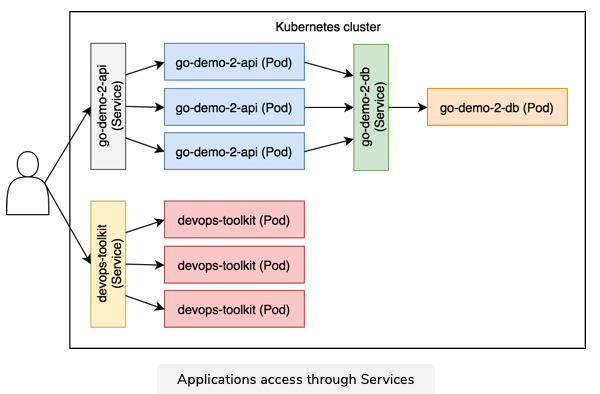 Kubernetes cluster
go-demo-2-api
(Service)
go-demo-2-api (Pod)
go-demo-2-api (Pod)
go-demo-2-api (Pod)
go-demo-2-db
(Service)
go-demo-2-db (Pod)
devops-toolkit
(Service)
devops-toolkit (Pod)
devops-toolkit (Pod)
devops-toolkit (Pod)
Applications access through Services